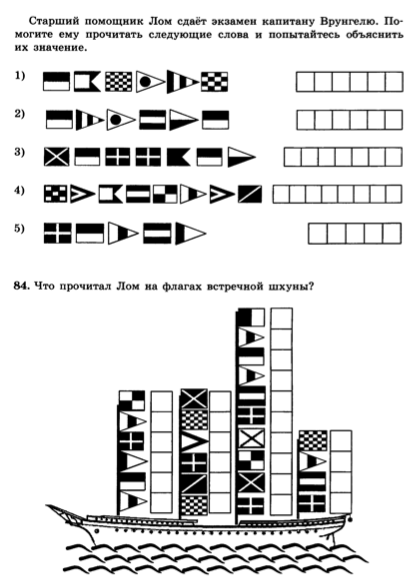 Старший помощник Лом сдаёт экзамен капитану Врунгелю. По-
могите ему прочитать следующие слова и попытайтесь объяснить
их значение.
1)
2)
3)
4)
5)
84. Что прочитал Лом на флагах встречной шхуны?